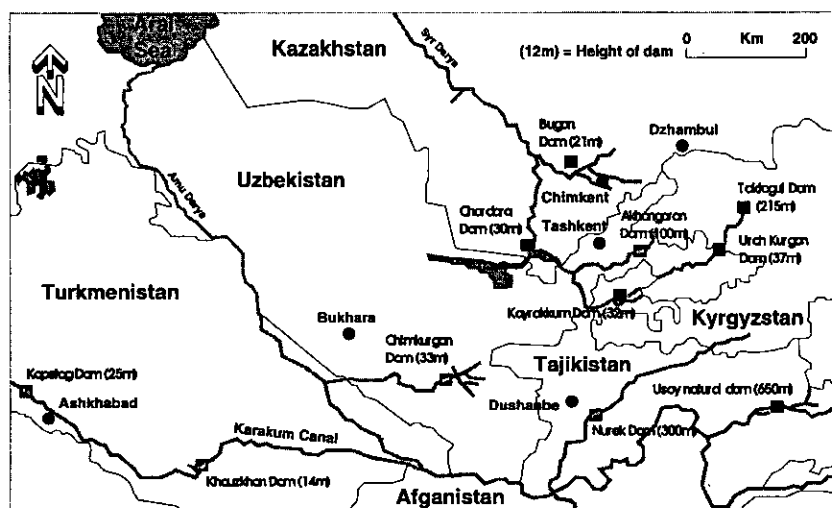 Aral
Sea
Kazakhstan
Syr Darya
(12m) = Height of dam
0 Km 200
N
Bugon
Dam (21m)
Dzhambul
Amu Darya
Uzbekistan
Chimkent
Toktogul Dam
(215m)
Chardara
Dam (30m)
Tashkent
Akhangaran
Dam (100m)
Urch Kurgan
Dam (37m)
Turkmenistan
Kayrakkum Dam (32m)
Kyrgyzstan
Bukhara
Chimkurgan
Dam (33m)
Tajikistan
Kopetag Dam (25m)
Ashkhabad
Dushanbe
Usoy natural dam (650m)
Karakum Canal
Nurek Dam (300m)
Khauzkhan Dam (14m)
Afganistan